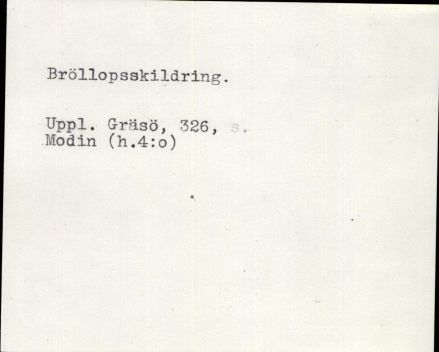 Bröllopsskildring.
Uppl. Gräsö, 326, s.
Modin (h.4:o)